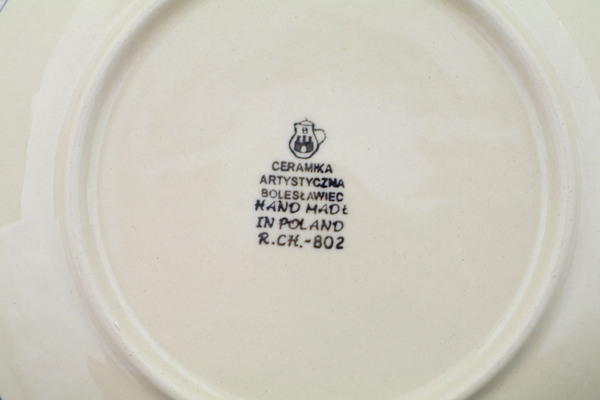 B
CERAMIKA
ARTYSTYCZNA
BOLESŁAWIEC
HAND MADE
IN POLAND
R.CH.-802